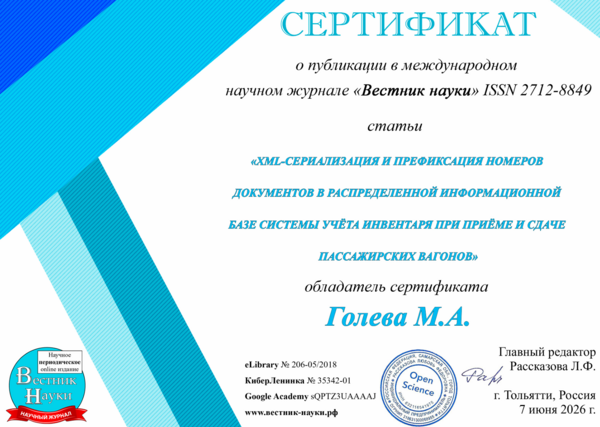 СЕРТИФИКАТ
о публикации в международном
научном журнале «Вестник науки» ISSN 2712-8849
статьи
«XML-СЕРИАЛИЗАЦИЯ И ПРЕФИКСАЦИЯ НОМЕРОВ
ДОКУМЕНТОВ В РАСПРЕДЕЛЕННОЙ ИНФОРМАЦИОННОЙ
БАЗЕ СИСТЕМЫ УЧЁТА ИНВЕНТАРЯ ПРИ ПРИЁМЕ И СДАЧЕ
ПАССАЖИРСКИХ ВАГОНОВ»
обладатель сертификата
Голева М.А.
Научное
периодическое
online издание
Вестник
Науки
НАУЧНЫЙ ЖУРНАЛ
eLibrary № 206-05/2018
КиберЛенинка № 35342-01
Google Academy sQPTZ3UAAAAJ
www.вестник-науки.рф
Open
Science
Главный редактор
Рассказова Л.Ф.
г. Тольятти, Россия
7 июня 2026 г.